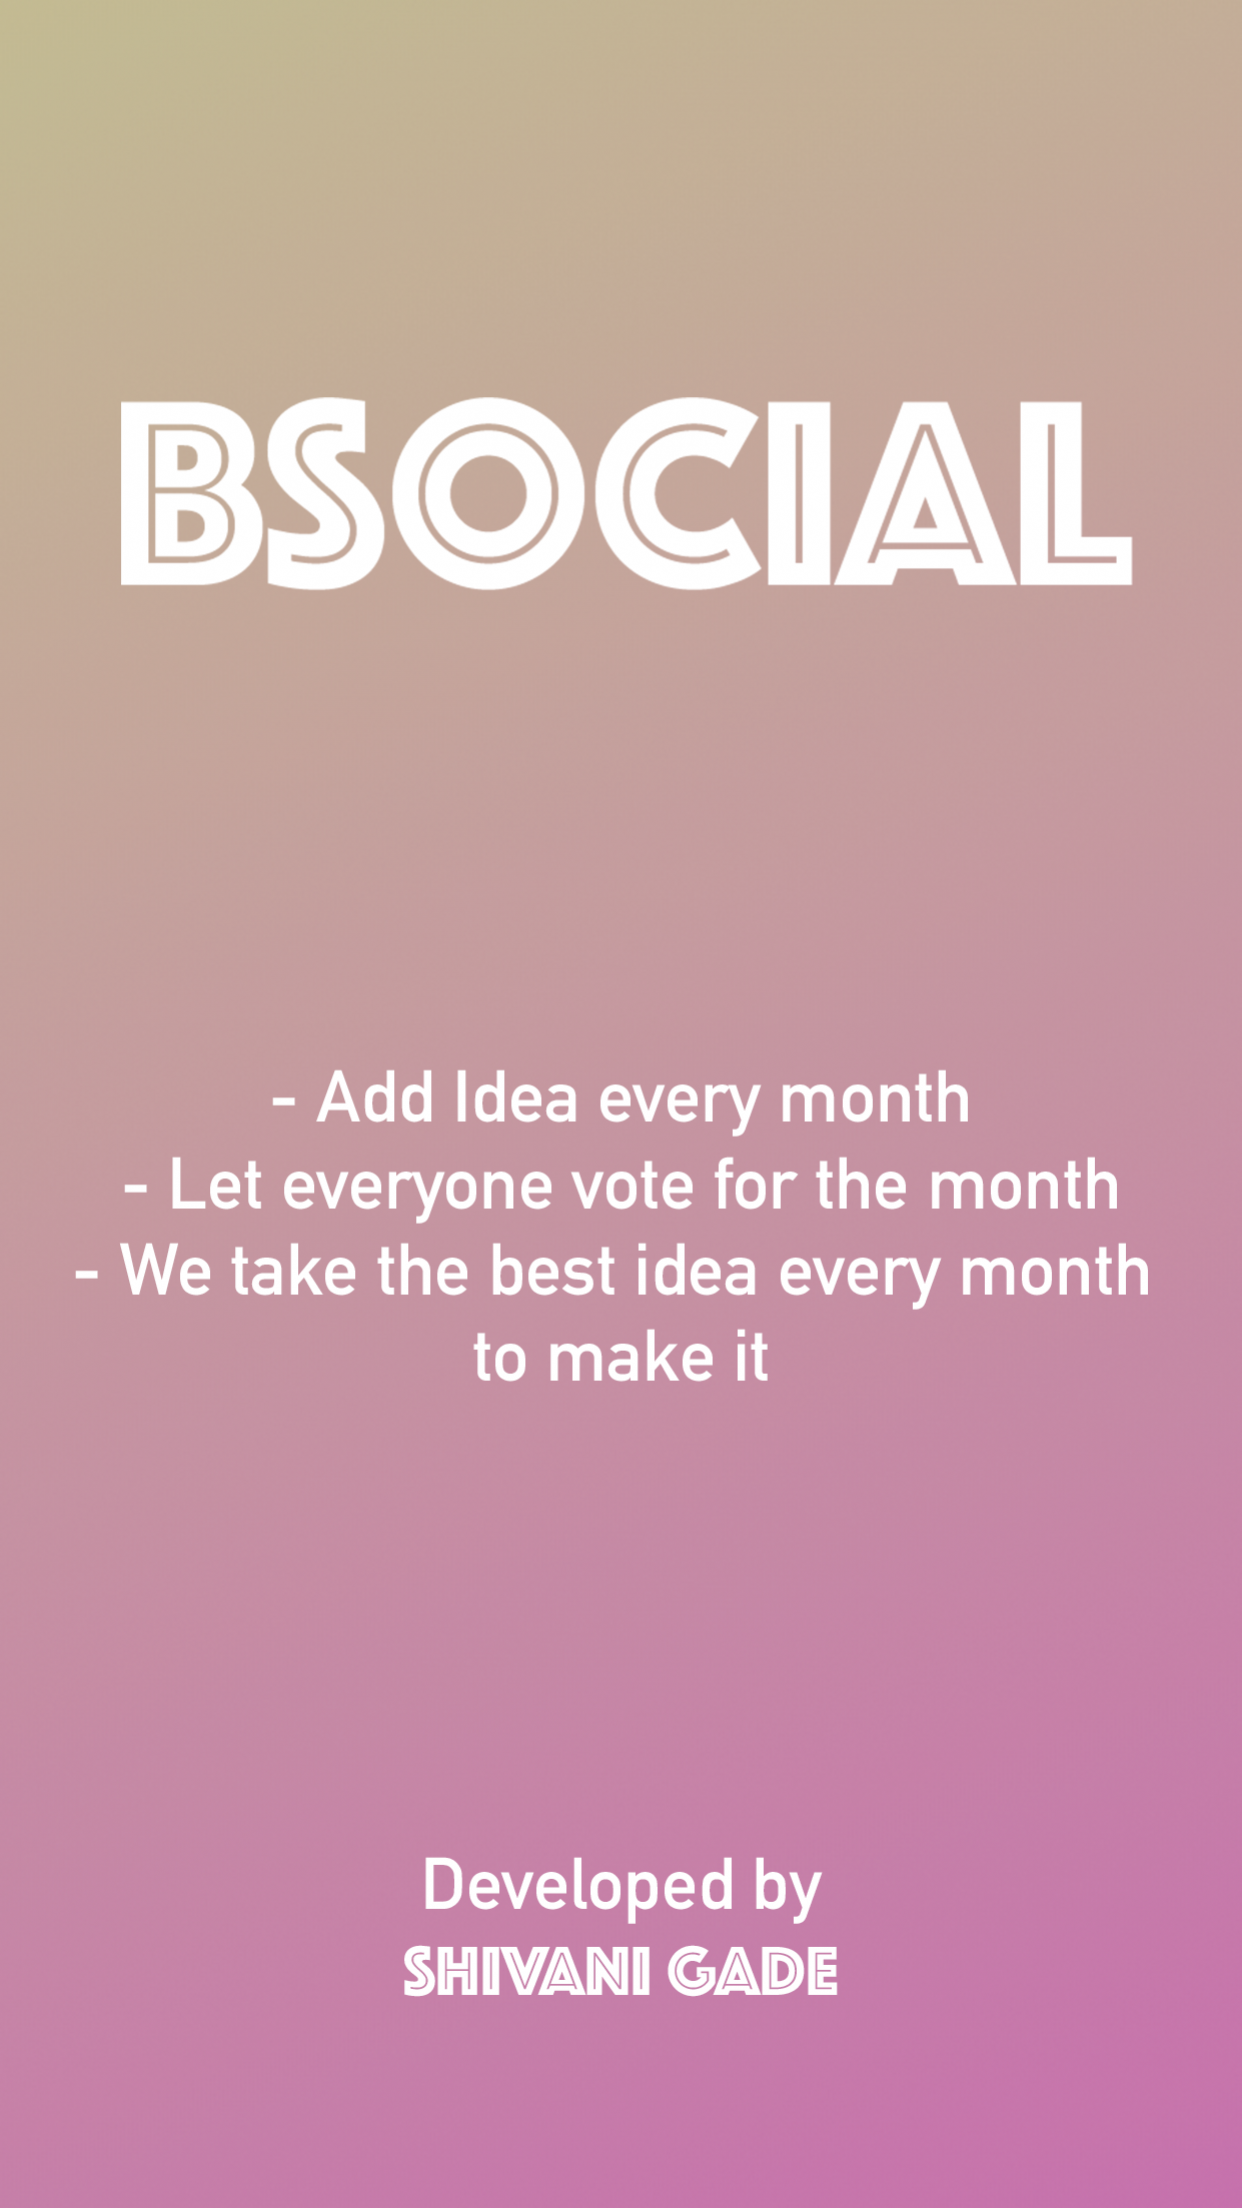 BSOCIAL
- Add Idea every month
- Let everyone vote for the month
- We take the best idea every month
to make it
Developed by
SHIVANI GADE